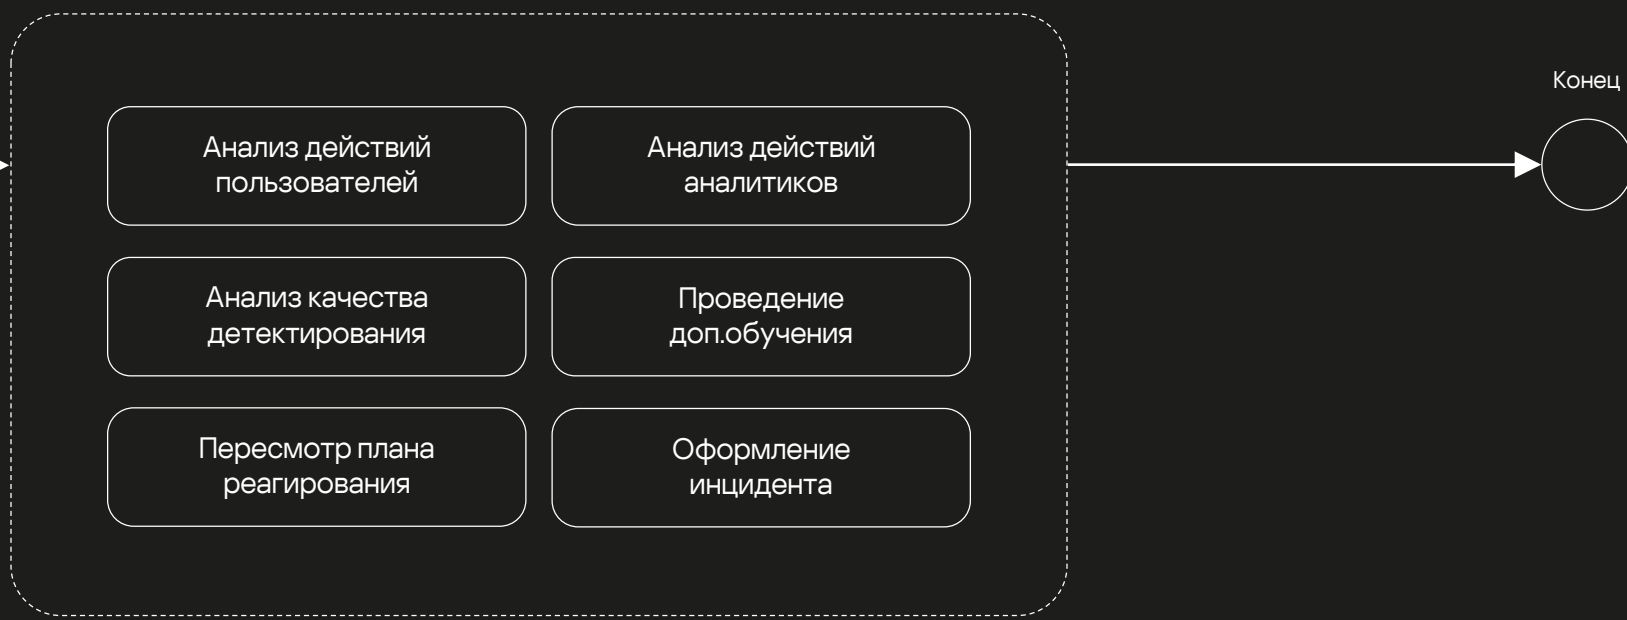 Конец
Анализ действий
пользователей
Анализ действий
аналитиков
Анализ качества
детектирования
Проведение
доп.обучения
Пересмотр плана
реагирования
Оформление
инцидента